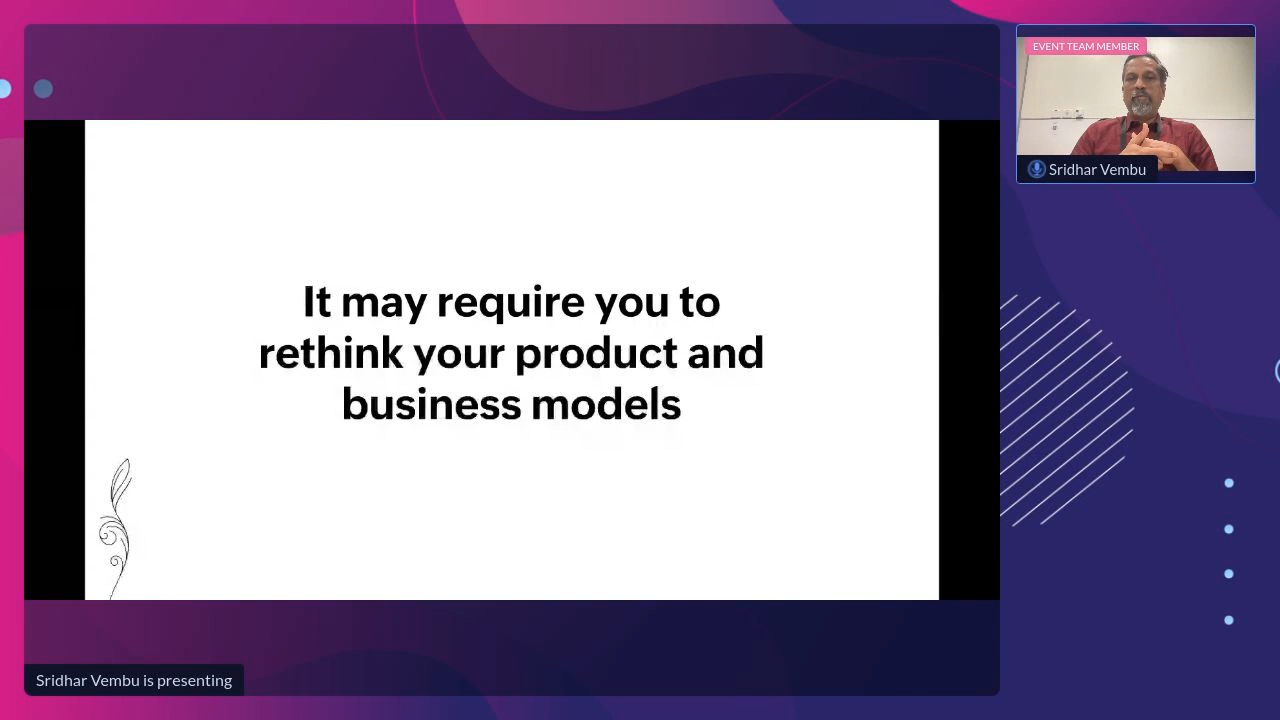 EVENT TEAM MEMBER
Sridhar Vembu
It may require you to
rethink your product and
business models
Sridhar Vembu is presenting